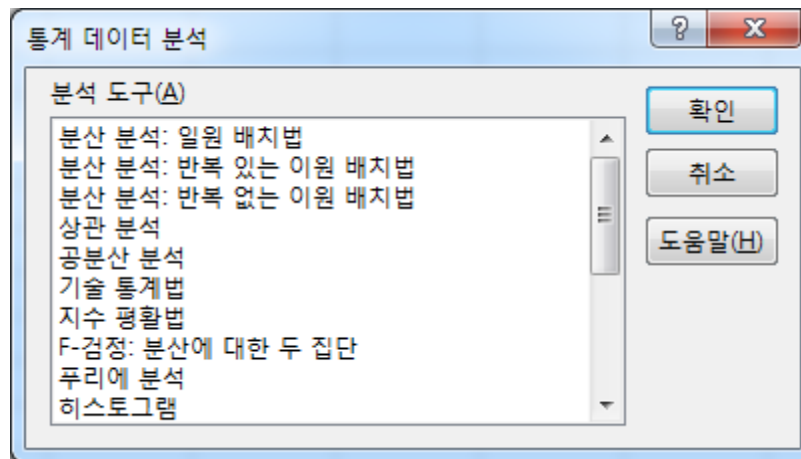 통계 데이터 분석
분석 도구(A)
분산 분석: 일원 배치법
분산 분석: 반복 있는 이원 배치법
분산 분석: 반복 없는 이원 배치법
상관 분석
공분산 분석
기술 통계법
지수 평활법
F-검정: 분산에 대한 두 집단
푸리에 분석
히스토그램
확인
취소
도움말(H)